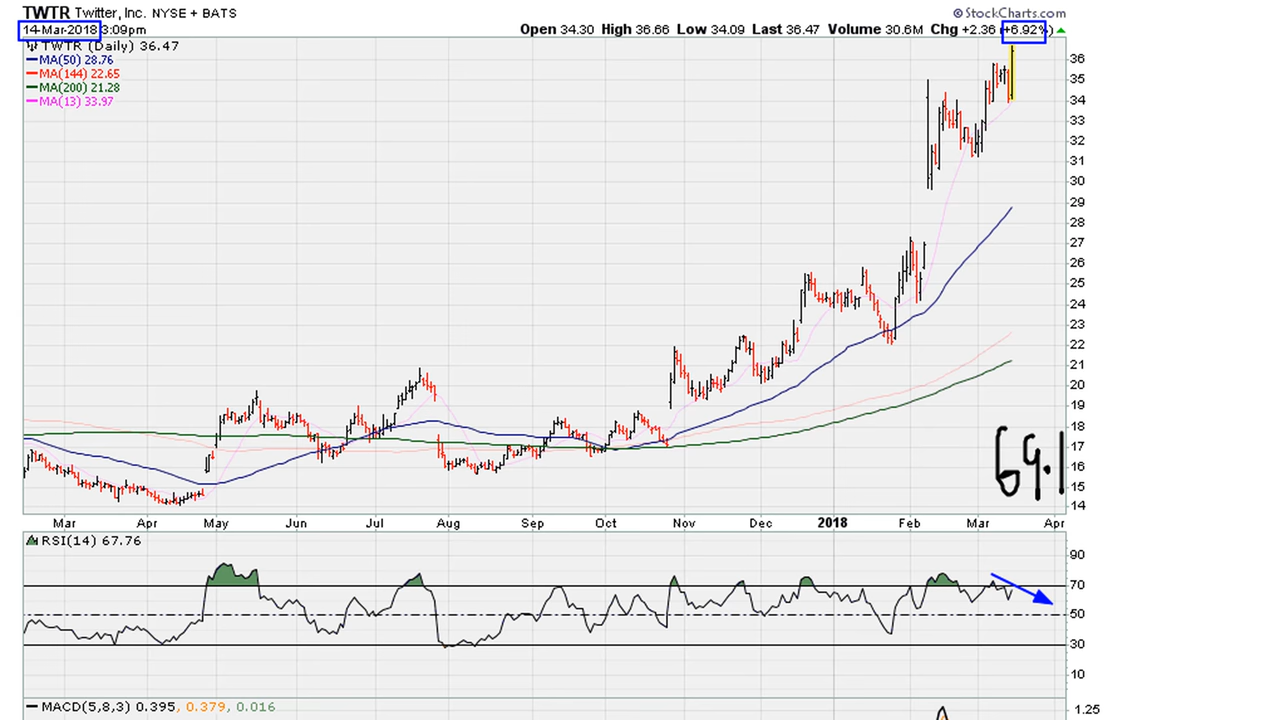 TWTR Twitter, Inc. NYSE + BATS
© StockCharts.com
14-Mar-2018 3:09pm
Open 34.30 High 36.66 Low 34.09 Last 36.47 Volume 30.6M Chg +2.36 (+6.92%)
TWTR (Daily) 36.47
MA(50) 28.76
MA(144) 22.65
MA(200) 21.28
MA(13) 33.97
36
35
34
33
32
31
30
29
28
27
26
25
24
23
22
21
20
19
18
17
16
15
14
69.1
Mar Apr May Jun Jul Aug Sep Oct Nov Dec 2018 Feb Mar Apr
RSI(14) 67.76
90
70
50
30
10
MACD(5,8,3) 0.395, 0.379, 0.016
1.25